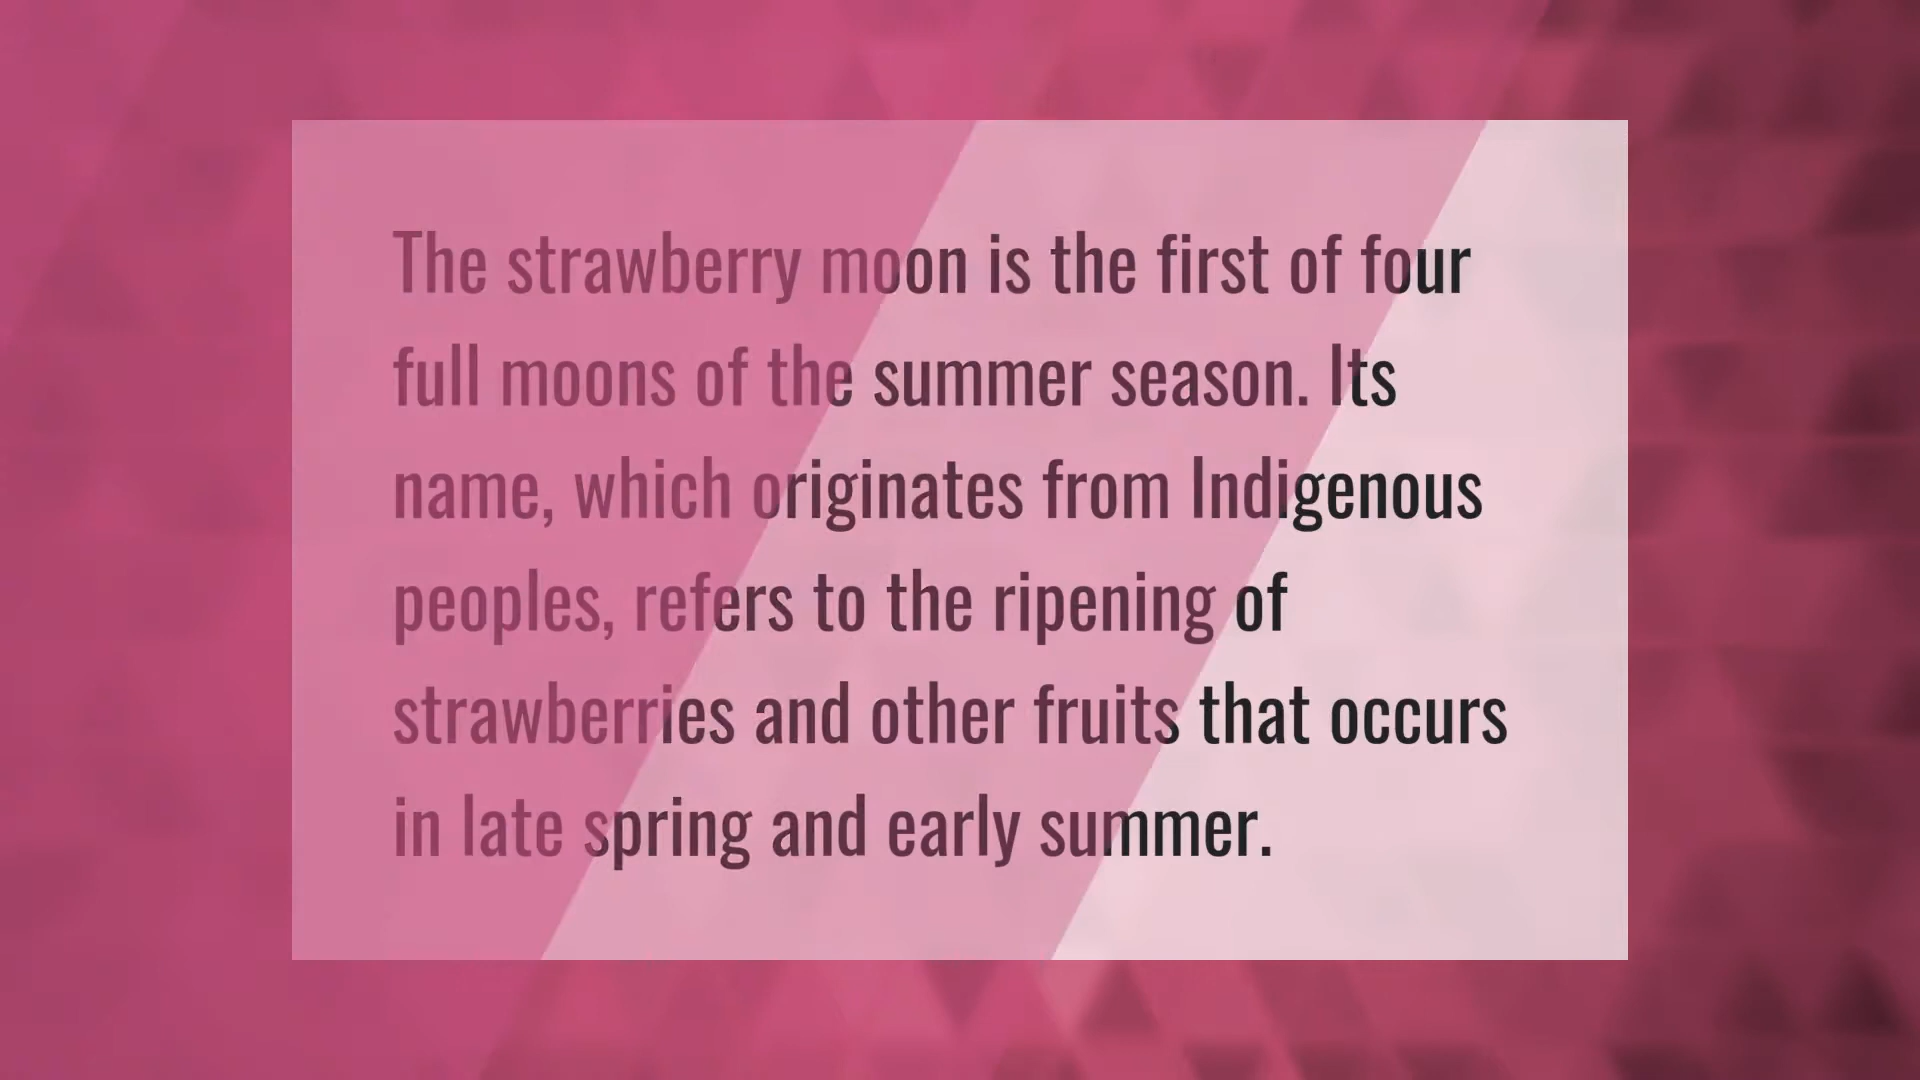 The strawberry moon is the first of four
full moons of the summer season. Its
name, which originates from Indigenous
peoples, refers to the ripening of
strawberries and other fruits that occurs
in late spring and early summer.